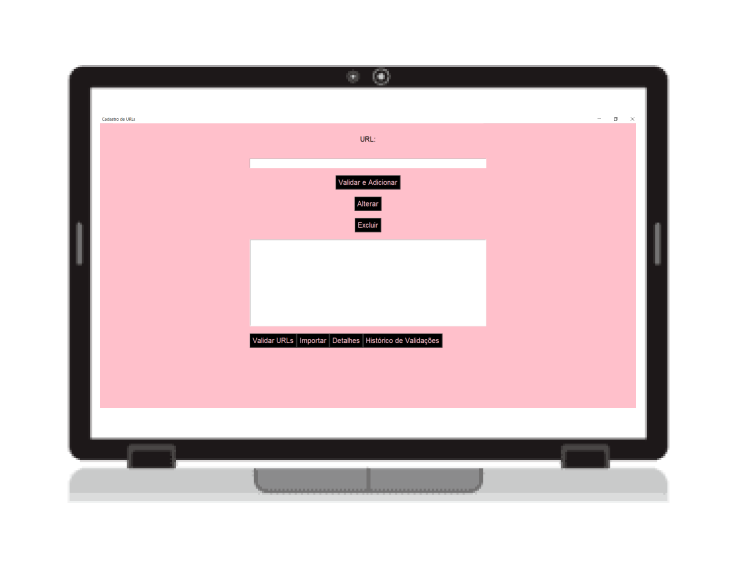 Cadastro de URLs
URL:
Validar e Adicionar
Alterar
Excluir
Validar URLs Importar Detalhes Histórico de Validações